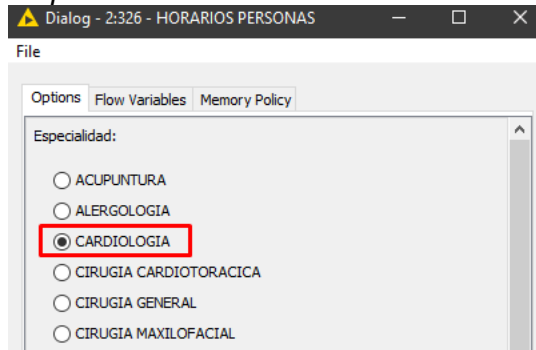 Dialog - 2:326 - HORARIOS PERSONAS
File
Options Flow Variables Memory Policy
Especialidad:
ACUPUNTURA
ALERGOLOGIA
CARDIOLOGIA
CIRUGIA CARDIOTORACICA
CIRUGIA GENERAL
CIRUGIA MAXILOFACIAL